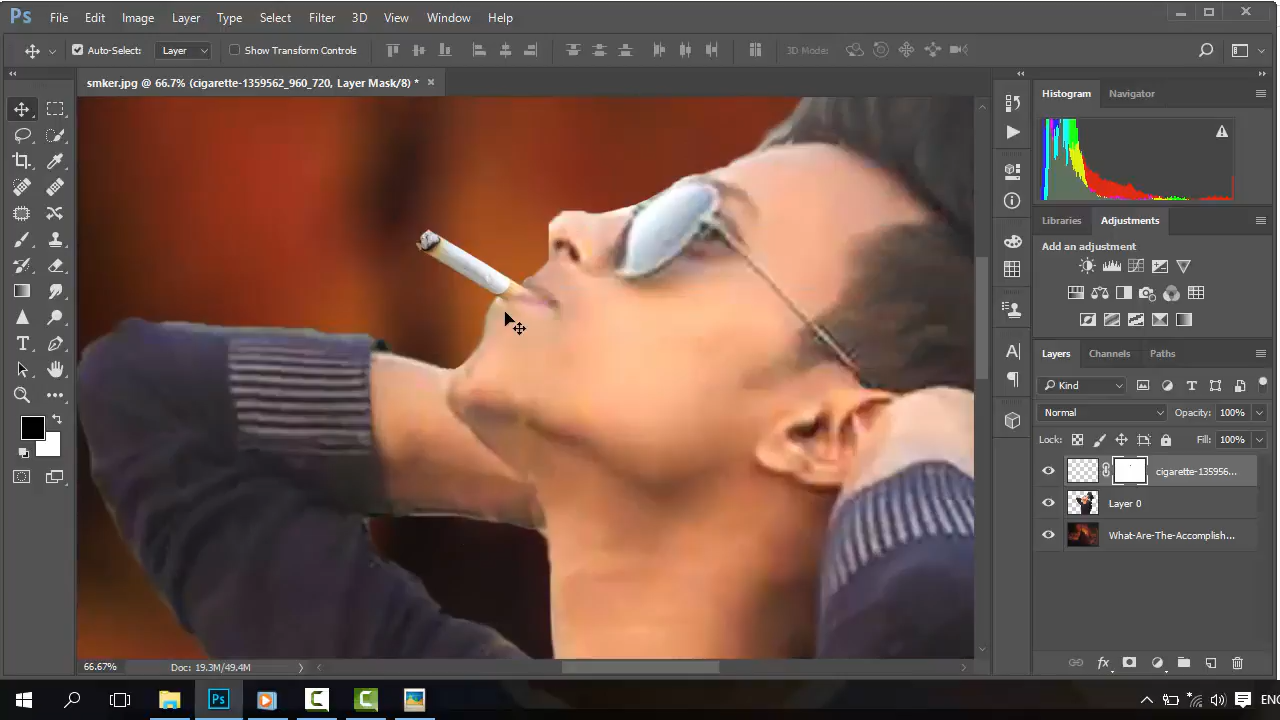 Ps File Edit Image Layer Type Select Filter 3D View Window Help
Auto-Select: Layer Show Transform Controls 3D Mode:
smker.jpg @ 66.7% (cigarette-1359562_960_720, Layer Mask/8) * ×
Histogram Navigator
Libraries Adjustments
Add an adjustment
Layers Channels Paths
Kind
Normal Opacity: 100%
Lock: Fill: 100%
cigarette-135956...
Layer 0
What-Are-The-Accomplish...
66.67% Doc: 19.3M/49.4M
Ps ENG